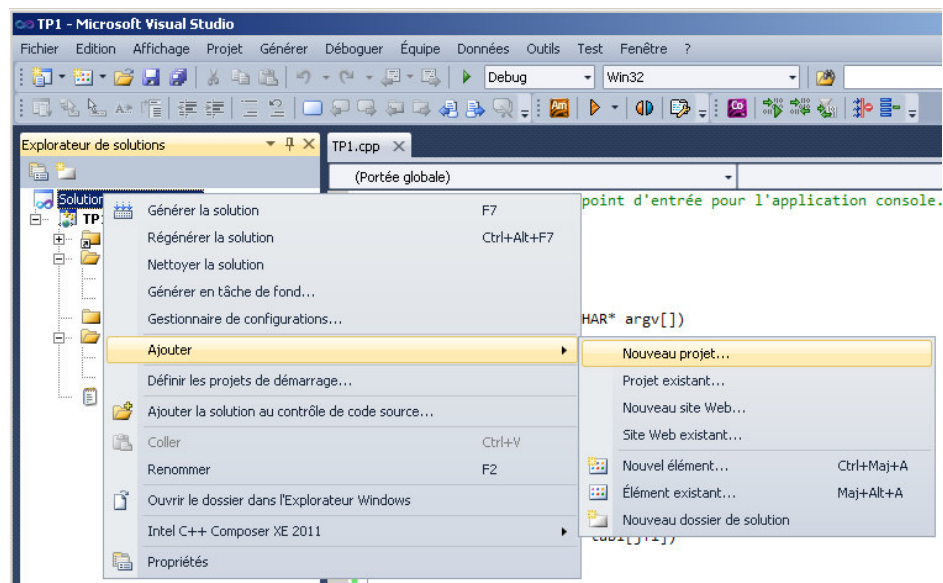 TP1 - Microsoft Visual Studio
Fichier Edition Affichage Projet Générer Déboguer Équipe Données Outils Test Fenêtre ?
Debug Win32
Explorateur de solutions
TP1.cpp
(Portée globale)
Solution
TP1
point d'entrée pour l'application console.
HAR* argv[])
Générer la solution F7
Régénérer la solution Ctrl+Alt+F7
Nettoyer la solution
Générer en tâche de fond...
Gestionnaire de configurations...
Ajouter
Définir les projets de démarrage...
Ajouter la solution au contrôle de code source...
Coller Ctrl+V
Renommer F2
Ouvrir le dossier dans l'Explorateur Windows
Intel C++ Composer XE 2011
Propriétés
Nouveau projet...
Projet existant...
Nouveau site Web...
Site Web existant...
Nouvel élément... Ctrl+Maj+A
Élément existant... Maj+Alt+A
Nouveau dossier de solution